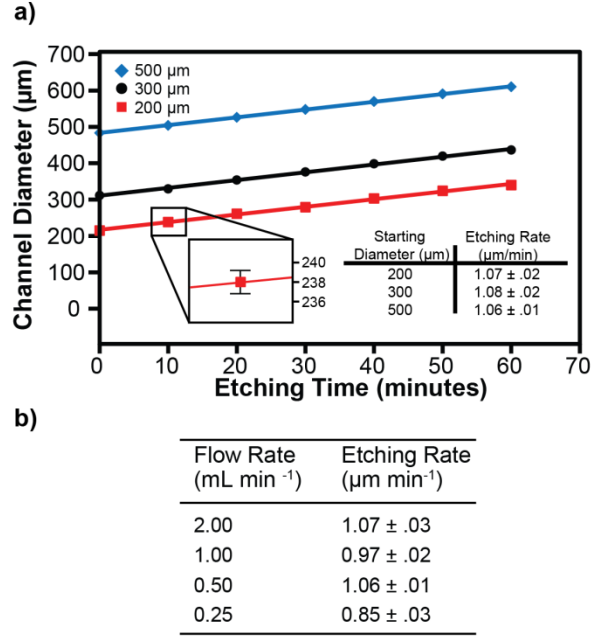 a)
Channel Diameter (µm)
700
600
500
400
300
200
100
0
500 µm
300 µm
200 µm
240
238
236
Starting Diameter (µm) Etching Rate (µm/min)
200 1.07 ± .02
300 1.08 ± .02
500 1.06 ± .01
0 10 20 30 40 50 60 70
Etching Time (minutes)
b)
Flow Rate Etching Rate
(mL min -1) (µm min-1)
2.00 1.07 ± .03
1.00 0.97 ± .02
0.50 1.06 ± .01
0.25 0.85 ± .03